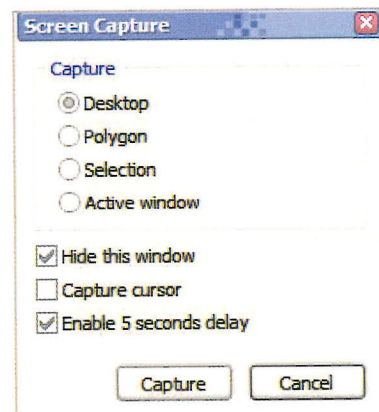 Screen Capture
Capture
Desktop
Polygon
Selection
Active window
Hide this window
Capture cursor
Enable 5 seconds delay
Capture Cancel